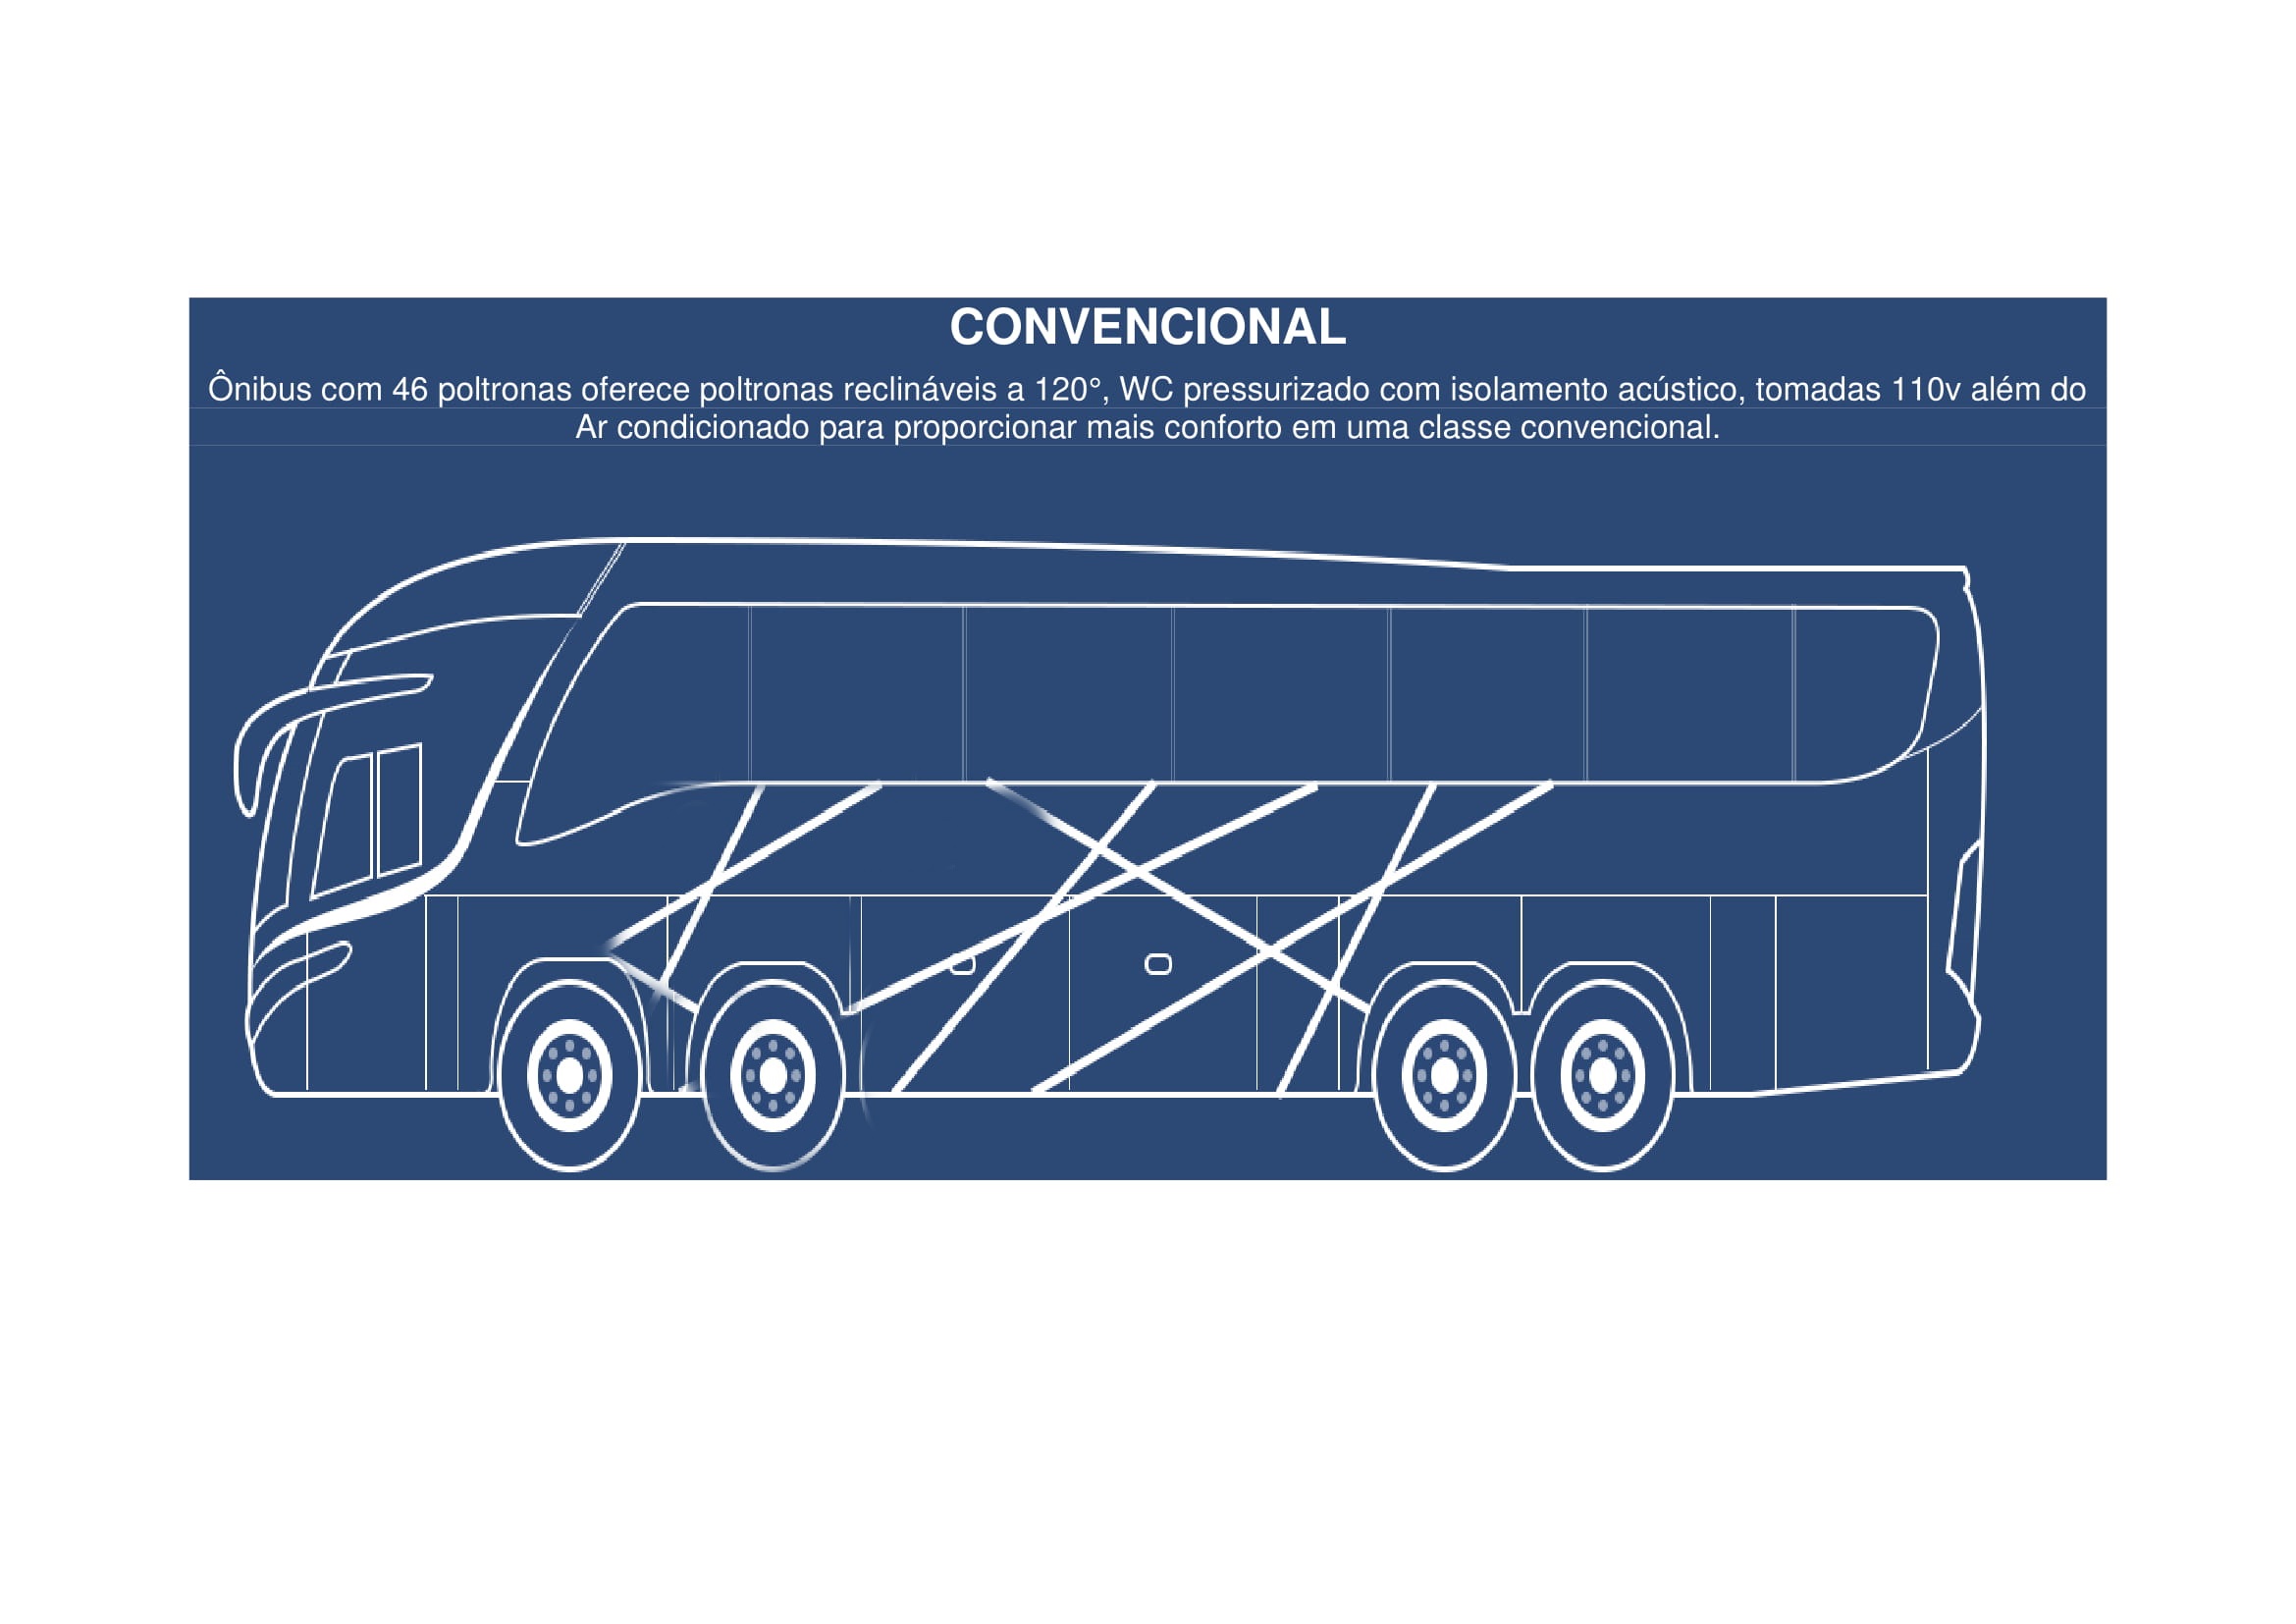 CONVENCIONAL
Ônibus com 46 poltronas oferece poltronas reclináveis a 120°, WC pressurizado com isolamento acústico, tomadas 110v além do
Ar condicionado para proporcionar mais conforto em uma classe convencional.